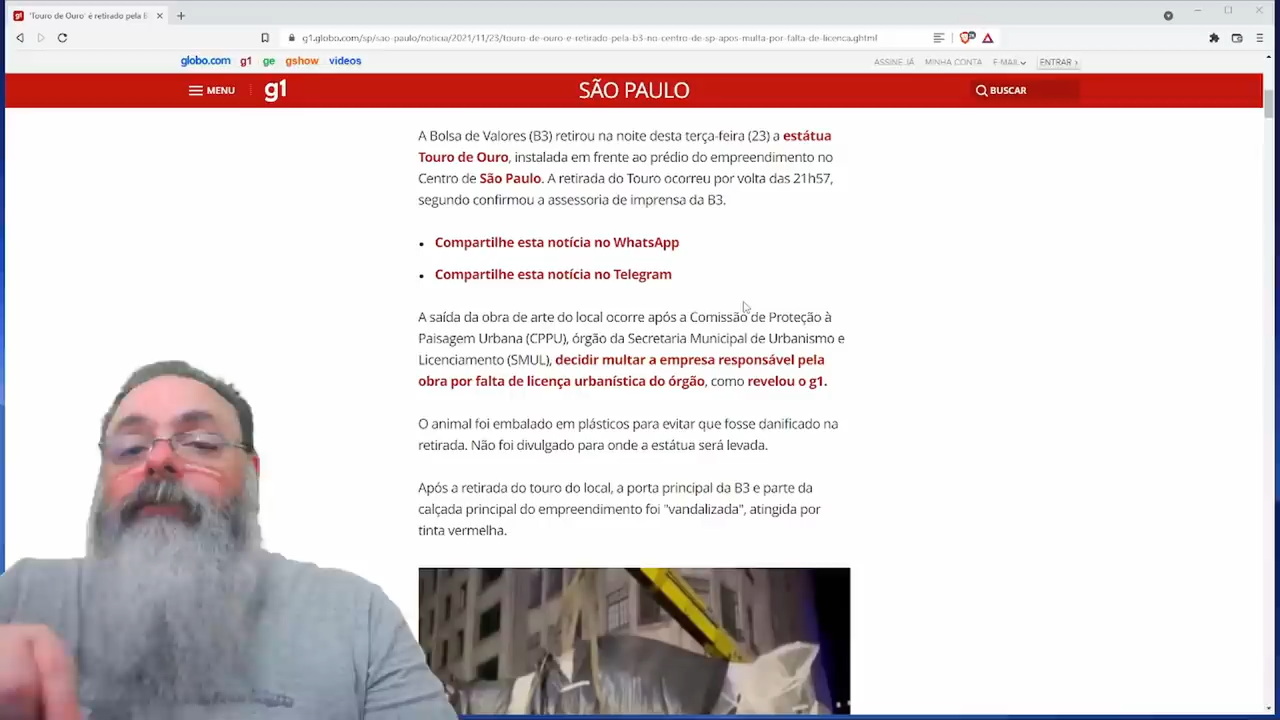 'Touro de Ouro' é retirado pela B
g1.globo.com/sp/sao-paulo/noticia/2021/11/23/touro-de-ouro-e-retirado-pela-b3-no-centro-de-sp-apos-multa-por-falta-de-licenca.ghtml
globo.com g1 ge gshow videos
ASSINE JÁ MINHA CONTA E-MAIL ENTRAR ›
MENU g1 SÃO PAULO BUSCAR
A Bolsa de Valores (B3) retirou na noite desta terça-feira (23) a estátua
Touro de Ouro, instalada em frente ao prédio do empreendimento no
Centro de São Paulo. A retirada do Touro ocorreu por volta das 21h57,
segundo confirmou a assessoria de imprensa da B3.
• Compartilhe esta notícia no WhatsApp
• Compartilhe esta notícia no Telegram
A saída da obra de arte do local ocorre após a Comissão de Proteção à
Paisagem Urbana (CPPU), órgão da Secretaria Municipal de Urbanismo e
Licenciamento (SMUL), decidir multar a empresa responsável pela
obra por falta de licença urbanística do órgão, como revelou o g1.
O animal foi embalado em plásticos para evitar que fosse danificado na
retirada. Não foi divulgado para onde a estátua será levada.
Após a retirada do touro do local, a porta principal da B3 e parte da
calçada principal do empreendimento foi "vandalizada", atingida por
tinta vermelha.